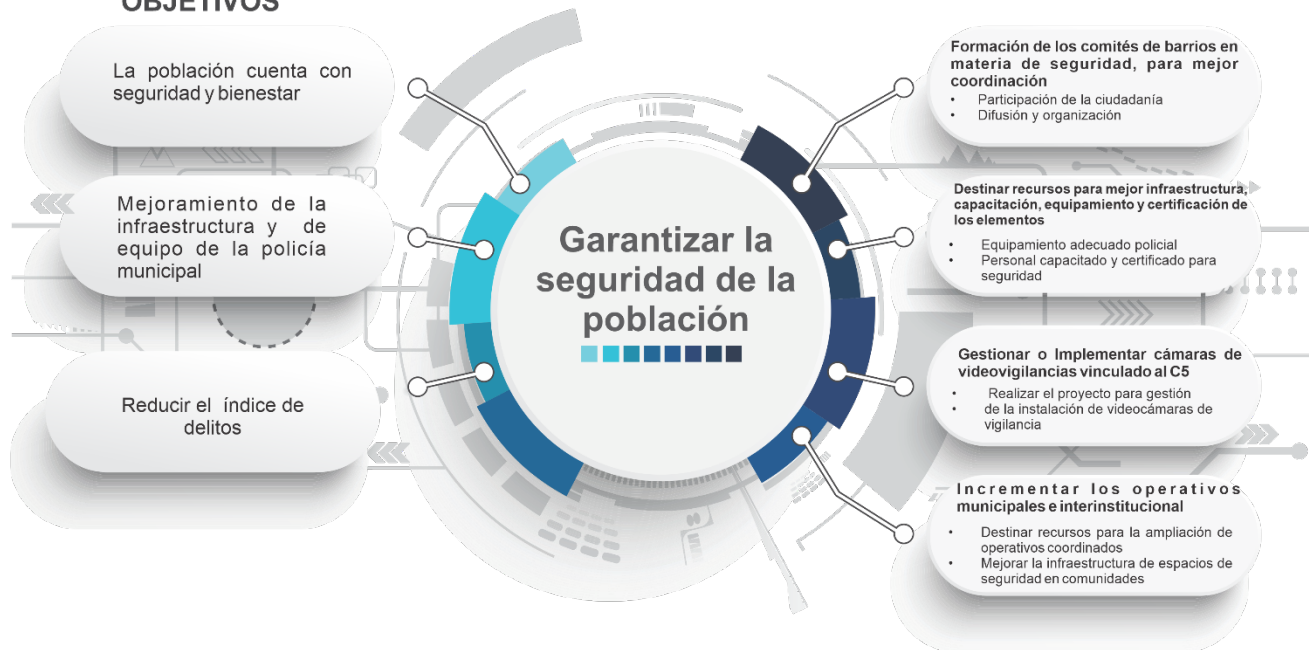 OBJETIVOS
La población cuenta con
seguridad y bienestar
Mejoramiento de la
infraestructura y de
equipo de la policía
municipal
Reducir el índice de
delitos
Garantizar la
seguridad de la
población
Formación de los comités de barrios en
materia de seguridad, para mejor
coordinación
• Participación de la ciudadanía
• Difusión y organización
Destinar recursos para mejor infraestructura,
capacitación, equipamiento y certificación de
los elementos
• Equipamiento adecuado policial
• Personal capacitado y certificado para
seguridad
Gestionar o Implementar cámaras de
videovigilancias vinculado al C5
• Realizar el proyecto para gestión
• de la instalación de videocámaras de
vigilancia
Incrementar los operativos
municipales e interinstitucional
• Destinar recursos para la ampliación de
operativos coordinados
• Mejorar la infraestructura de espacios de
seguridad en comunidades